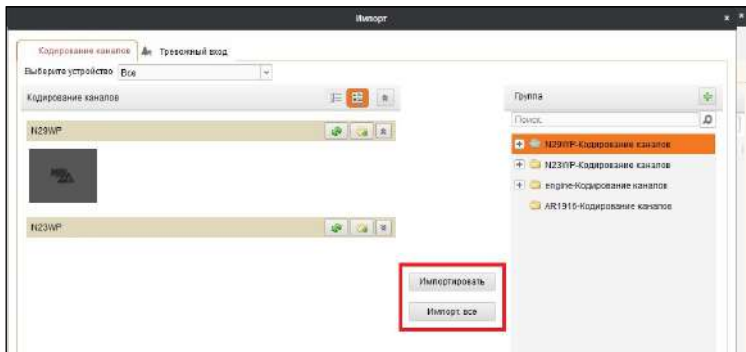 Импорт
Кодирование каналов
Тревожный вход
Выберите устройство Все
Кодирование каналов
Группа
Поиск.
N29WP
N29WP-Кодирование каналов
N23WP-Кодирование каналов
engine-Кодирование каналов
AR1916-Кодирование каналов
N23WP
Импортировать
Импорт. все